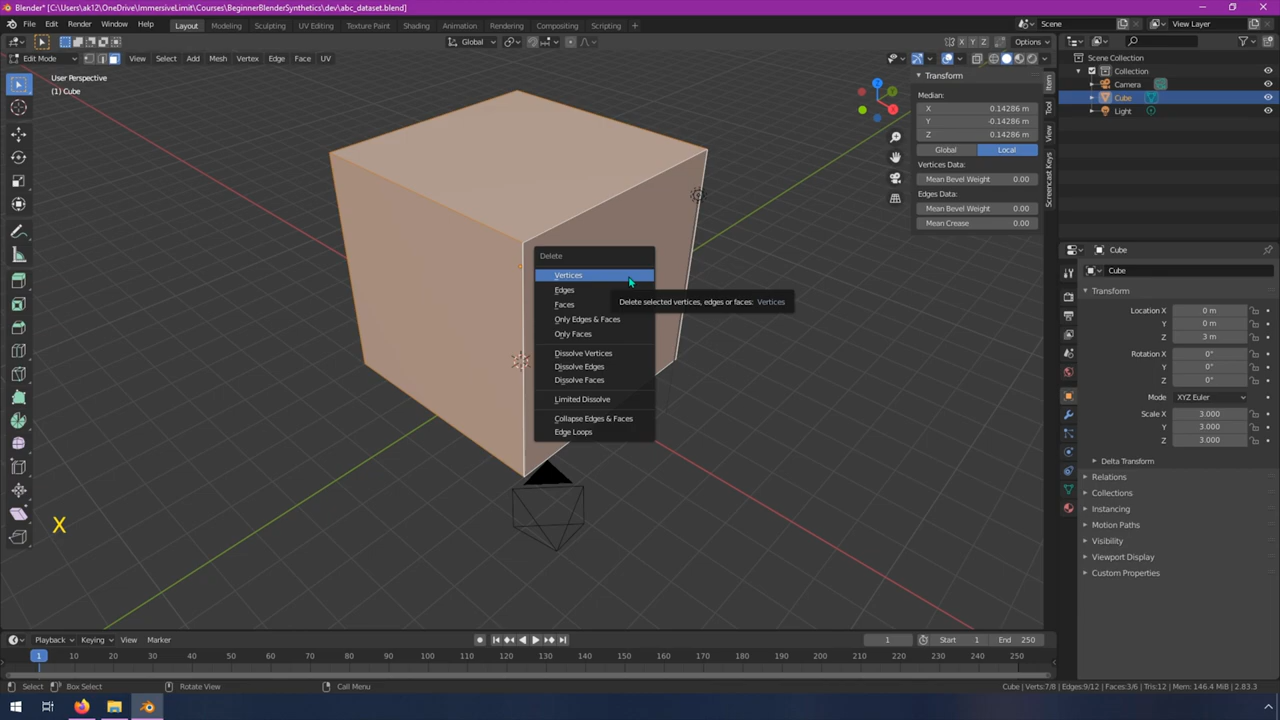 Blender* [C:\Users\ak12\OneDrive\ImmersiveLimit\Courses\BeginnerBlenderSynthetics\dev\abc_dataset.blend]
File Edit Render Window Help Layout Modeling Sculpting UV Editing Texture Paint Shading Animation Rendering Compositing Scripting + Scene View Layer
Global X Y Z Options
Edit Mode View Select Add Mesh Vertex Edge Face UV
User Perspective
(1) Cube
Transform
Median:
X 0.14286 m
Y -0.14286 m
Z 0.14286 m
Global Local
Vertices Data:
Mean Bevel Weight 0.00
Edges Data:
Mean Bevel Weight 0.00
Mean Crease 0.00
Item
Tool
View
Screencast Keys
Scene Collection
Collection
Camera
Cube
Light
Delete
Vertices
Edges
Faces
Only Edges & Faces
Only Faces
Dissolve Vertices
Dissolve Edges
Dissolve Faces
Limited Dissolve
Collapse Edges & Faces
Edge Loops
Delete selected vertices, edges or faces: Vertices
X
Cube
Cube
Transform
Location X 0 m
Y 0 m
Z 3 m
Rotation X 0°
Y 0°
Z 0°
Mode XYZ Euler
Scale X 3.000
Y 3.000
Z 3.000
Delta Transform
Relations
Collections
Instancing
Motion Paths
Visibility
Viewport Display
Custom Properties
Playback Keying View Marker 1 Start 1 End 250
1 10 20 30 40 50 60 70 80 90 100 110 120 130 140 150 160 170 180 190 200 210 220 230 240 250
Select Box Select Rotate View Call Menu Cube | Verts:7/8 | Edges:9/12 | Faces:3/6 | Tris:12 | Mem: 146.4 MiB | 2.83.3